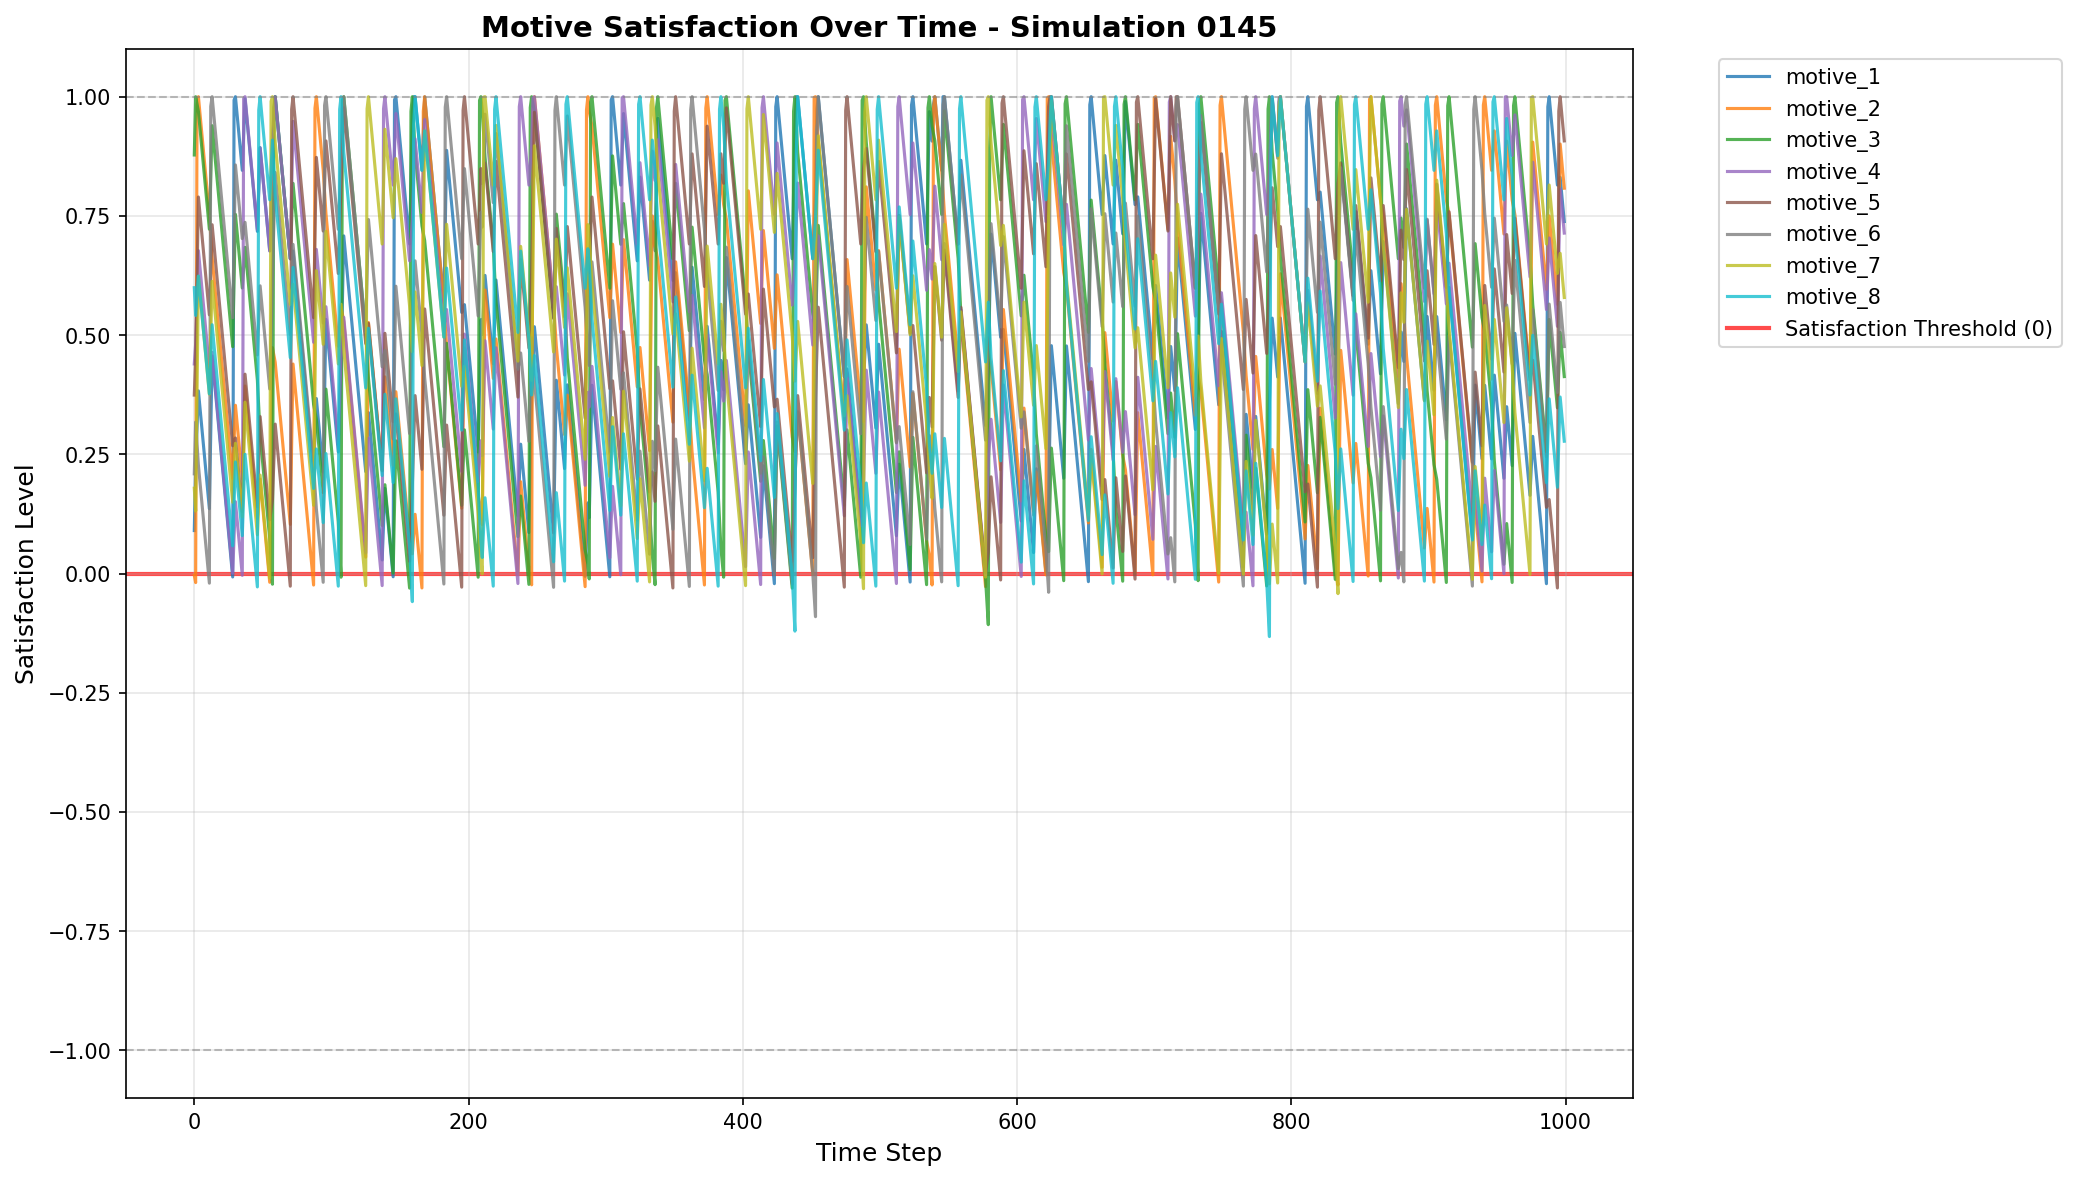 Motive Satisfaction Over Time - Simulation 0145
Satisfaction Level
1.00
0.75
0.50
0.25
0.00
−0.25
−0.50
−0.75
−1.00
0
200
400
600
800
1000
Time Step
motive_1
motive_2
motive_3
motive_4
motive_5
motive_6
motive_7
motive_8
Satisfaction Threshold (0)